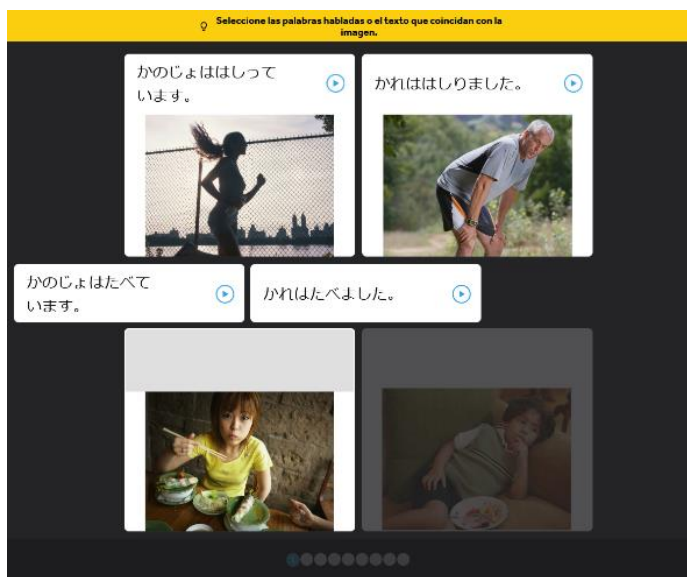 Seleccione las palabras habladas o el texto que coincidan con la
imagen.
かのじょははしって
います。
かれははしりました。
かのじょはたべて
います。
かれはたべました。
1